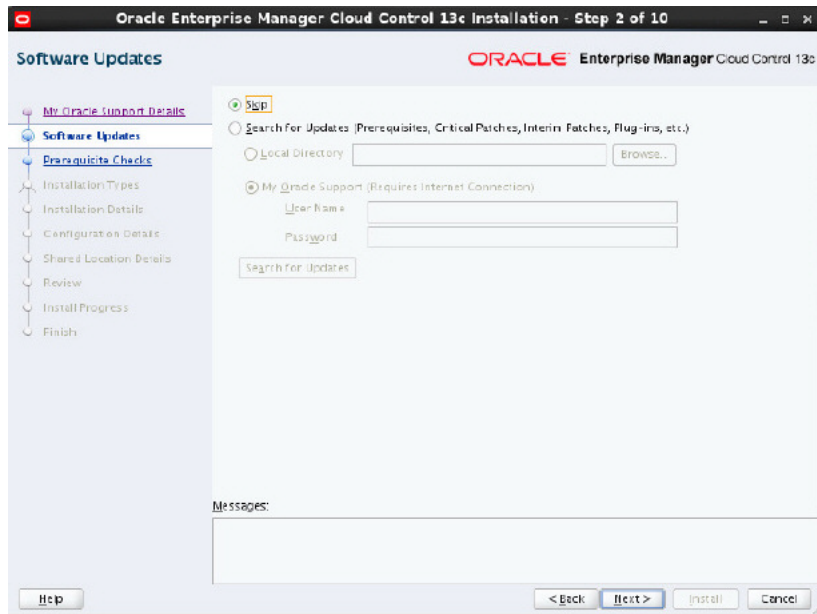 Oracle Enterprise Manager Cloud Control 13c Installation - Step 2 of 10
Software Updates
ORACLE Enterprise Manager Cloud Control 13c
My Oracle Support Details
Software Updates
Prerequisite Checks
Installation Types
Installation Details
Configuration Details
Shared Location Details
Review
Install Progress
Finish
Skip
Search for Updates (Prerequisites, Critical Patches, Interim Patches, Plug-ins, etc.)
Local Directory
Browse..
My Oracle Support (Requires Internet Connection)
User Name
Password
Search for Updates
Messages:
Help
< Back
Next >
Install
Cancel